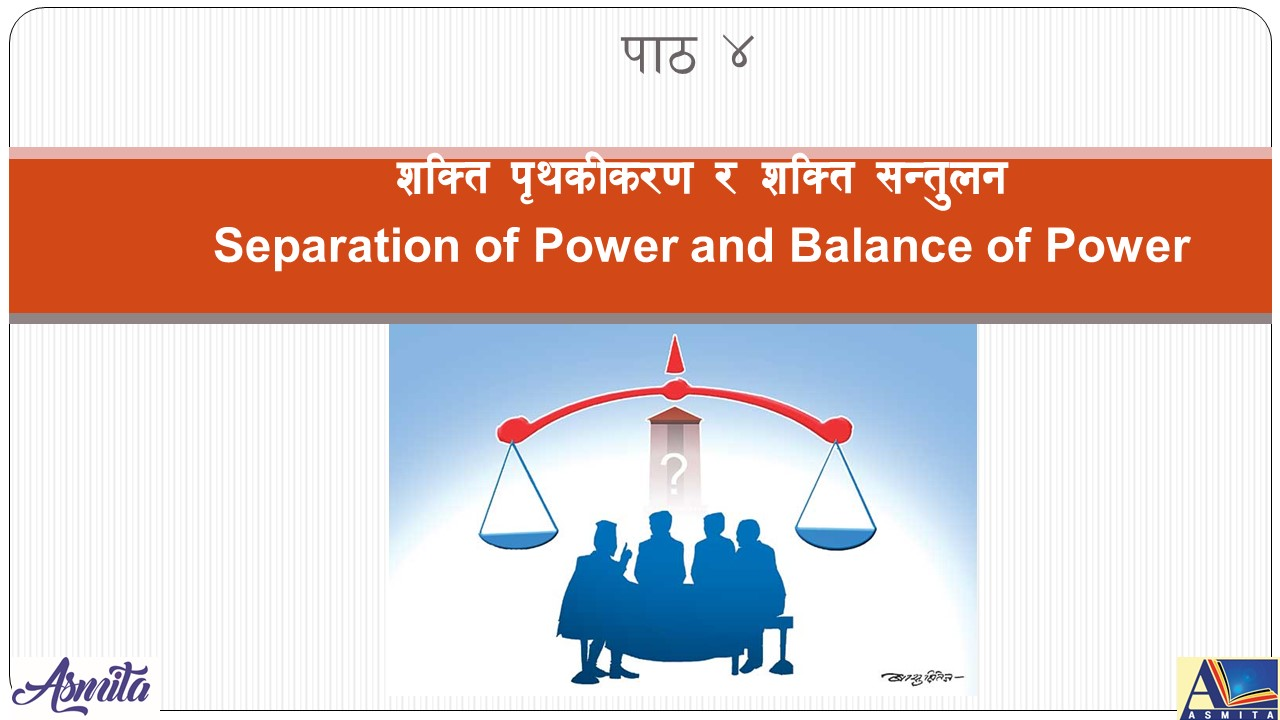 पाठ ४
शक्ति पृथकीकरण र शक्ति सन्तुलन
Separation of Power and Balance of Power
?
Asmita
ASMITA